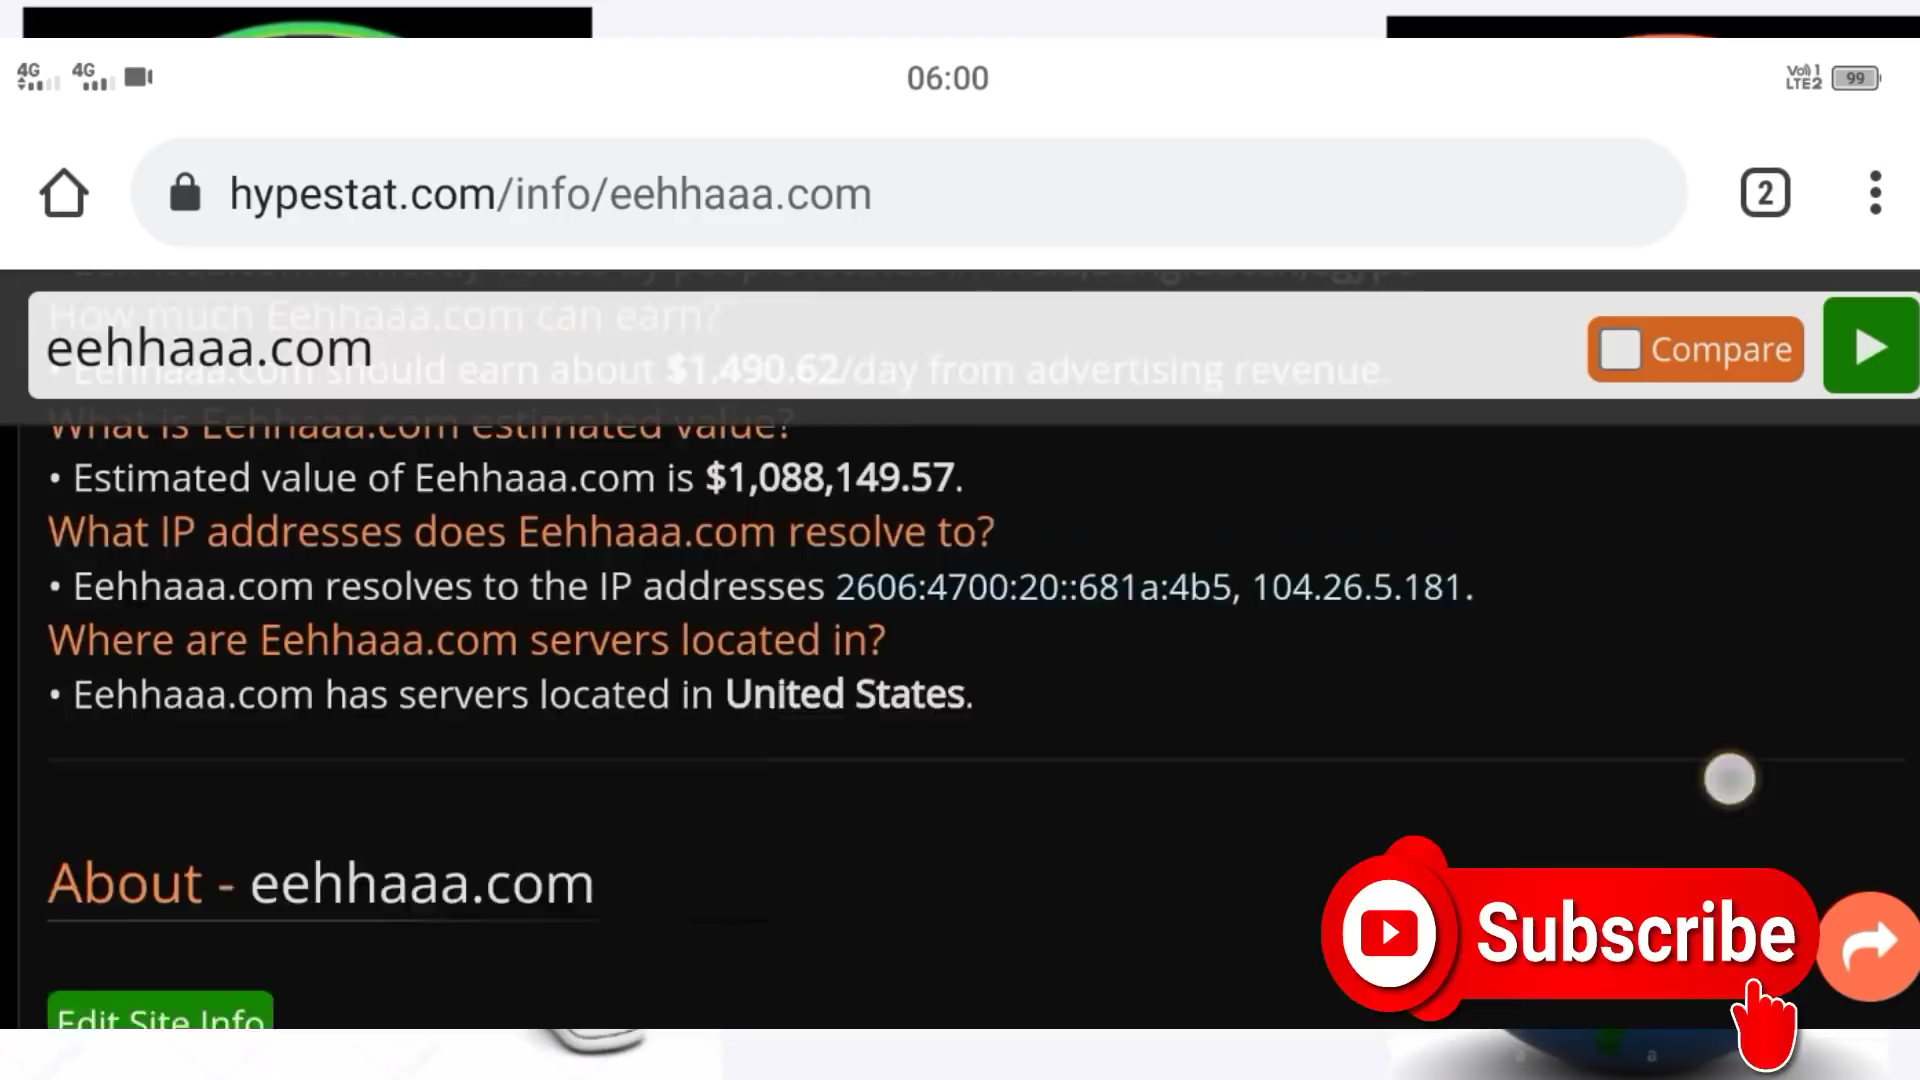 4G 4G 06:00 Vo) 1 LTE2 99
hypestat.com/info/eehhaaa.com 2
How much Eehhaaa.com can earn?
eehhaaa.com Compare
• Eehhaaa.com should earn about $1,490.62/day from advertising revenue.
What is Eehhaaa.com estimated value?
• Estimated value of Eehhaaa.com is $1,088,149.57.
What IP addresses does Eehhaaa.com resolve to?
• Eehhaaa.com resolves to the IP addresses 2606:4700:20::681a:4b5, 104.26.5.181.
Where are Eehhaaa.com servers located in?
• Eehhaaa.com has servers located in United States.
About - eehhaaa.com
Subscribe
Edit Site Info